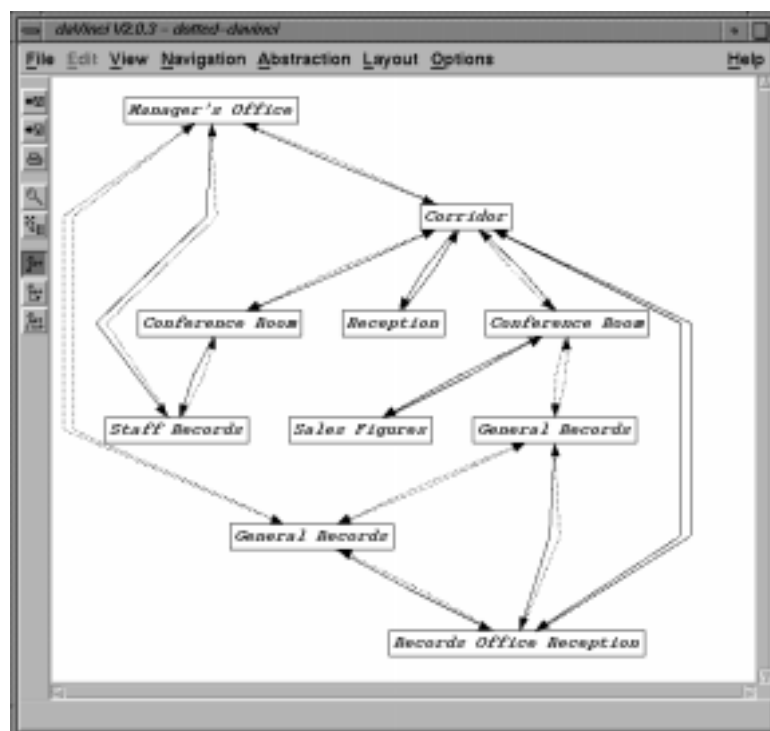 daVinci V2.0.3 - dotted-davinci
File Edit View Navigation Abstraction Layout Options Help
Manager's Office
Corridor
Conference Room Reception Conference Room
Staff Records Sales Figures General Records
General Records
Records Office Reception